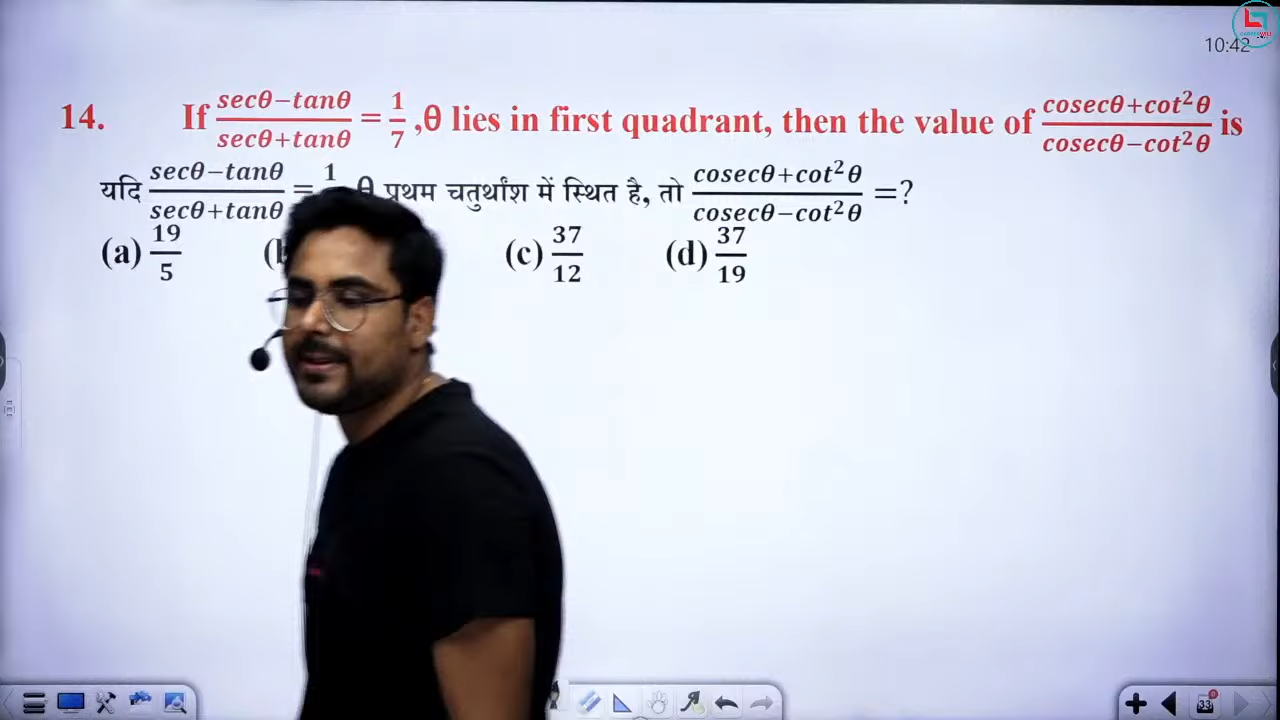 10:42
14. If secθ−tanθ/secθ+tanθ = 1/7 ,θ lies in first quadrant, then the value of cosecθ+cot²θ/cosecθ−cot²θ is
यदि secθ−tanθ/secθ+tanθ = 1 θ प्रथम चतुर्थांश में स्थित है, तो cosecθ+cot²θ/cosecθ−cot²θ =?
(a) 19/5 (c) 37/12 (d) 37/19
33